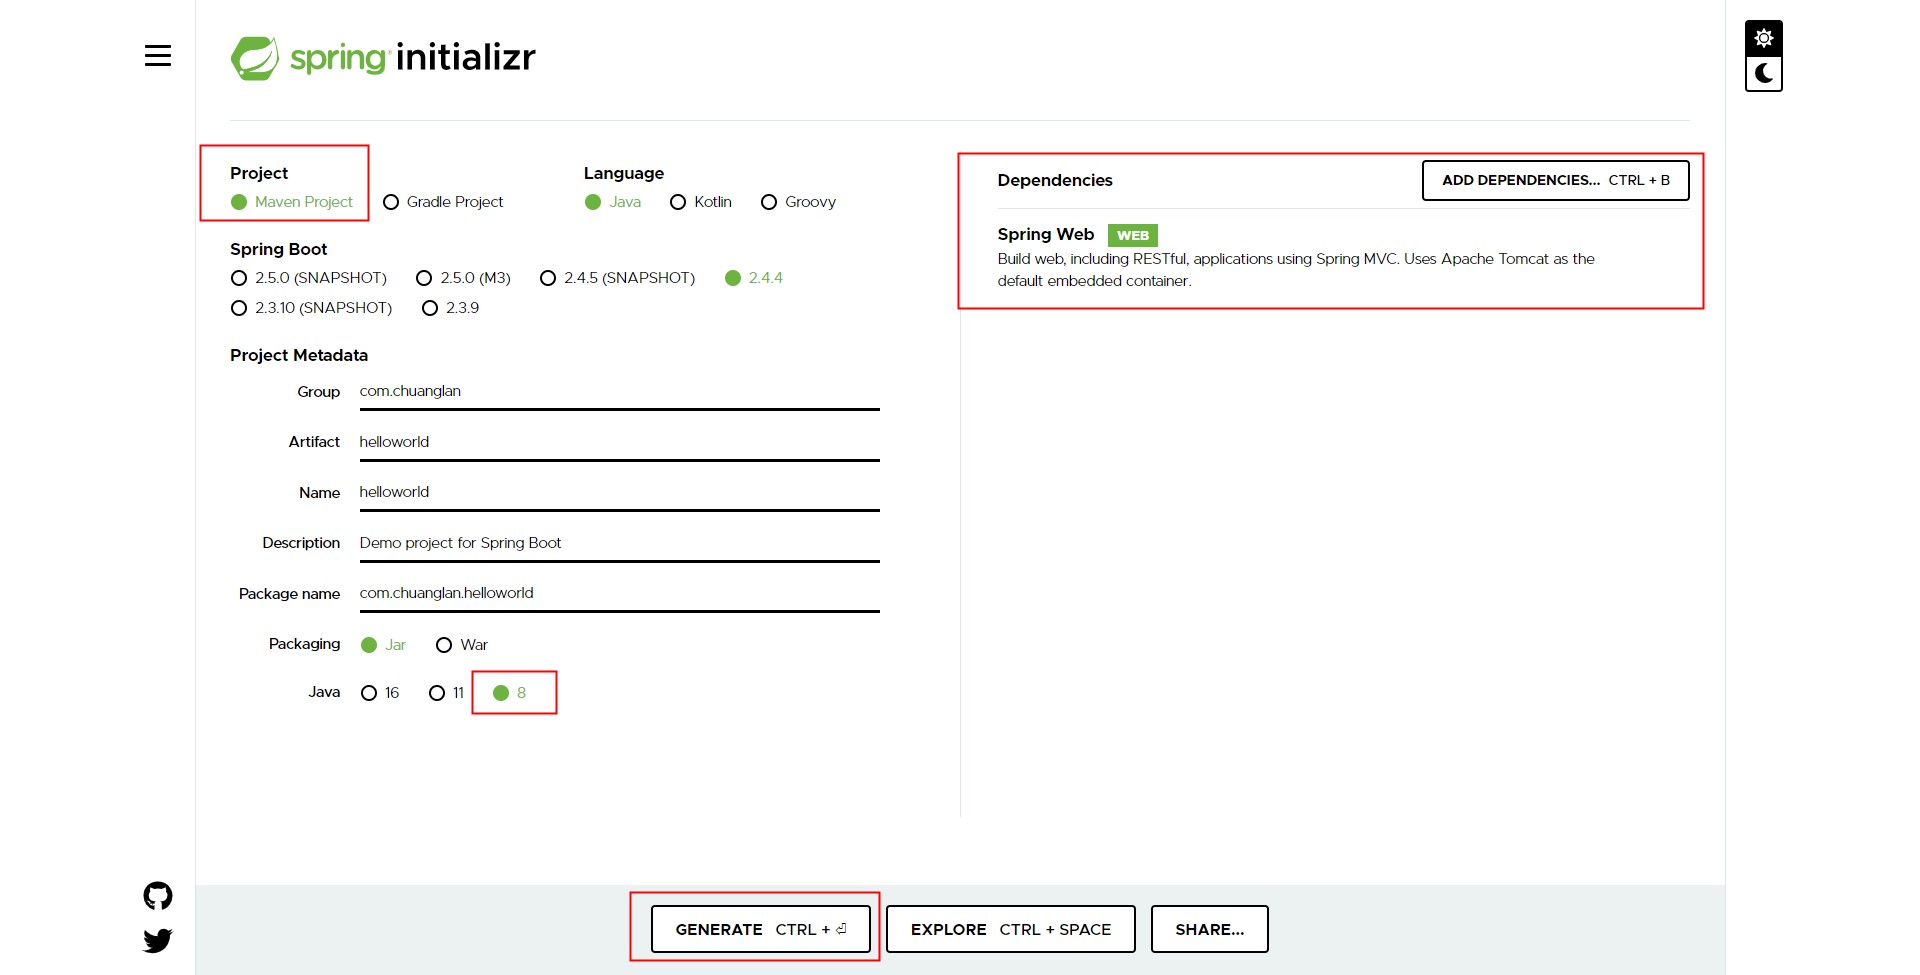 spring initializr
Project
Maven Project
Gradle Project
Language
Java
Kotlin
Groovy
Spring Boot
2.5.0 (SNAPSHOT)
2.5.0 (M3)
2.4.5 (SNAPSHOT)
2.4.4
2.3.10 (SNAPSHOT)
2.3.9
Project Metadata
Group com.chuanglan
Artifact helloworld
Name helloworld
Description Demo project for Spring Boot
Package name com.chuanglan.helloworld
Packaging Jar War
Java 16 11 8
Dependencies
ADD DEPENDENCIES... CTRL + B
Spring Web WEB
Build web, including RESTful, applications using Spring MVC. Uses Apache Tomcat as the
default embedded container.
GENERATE CTRL + ⏎
EXPLORE CTRL + SPACE
SHARE...